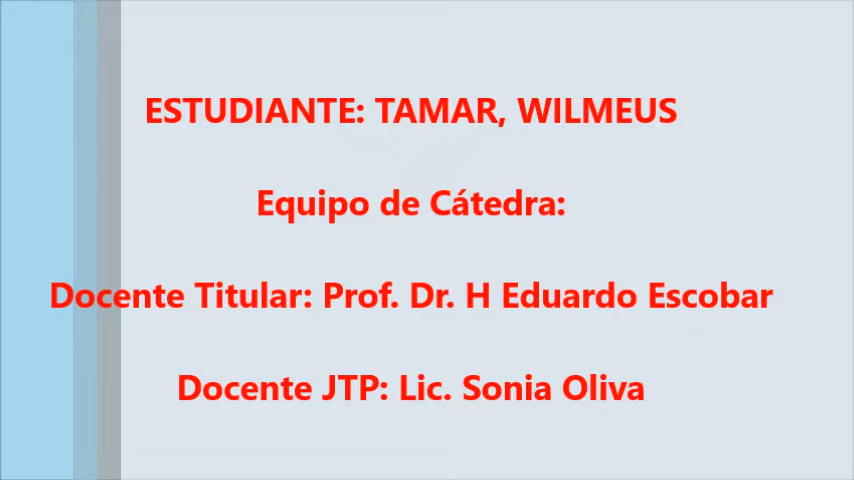 ESTUDIANTE: TAMAR, WILMEUS
Equipo de Cátedra:
Docente Titular: Prof. Dr. H Eduardo Escobar
Docente JTP: Lic. Sonia Oliva